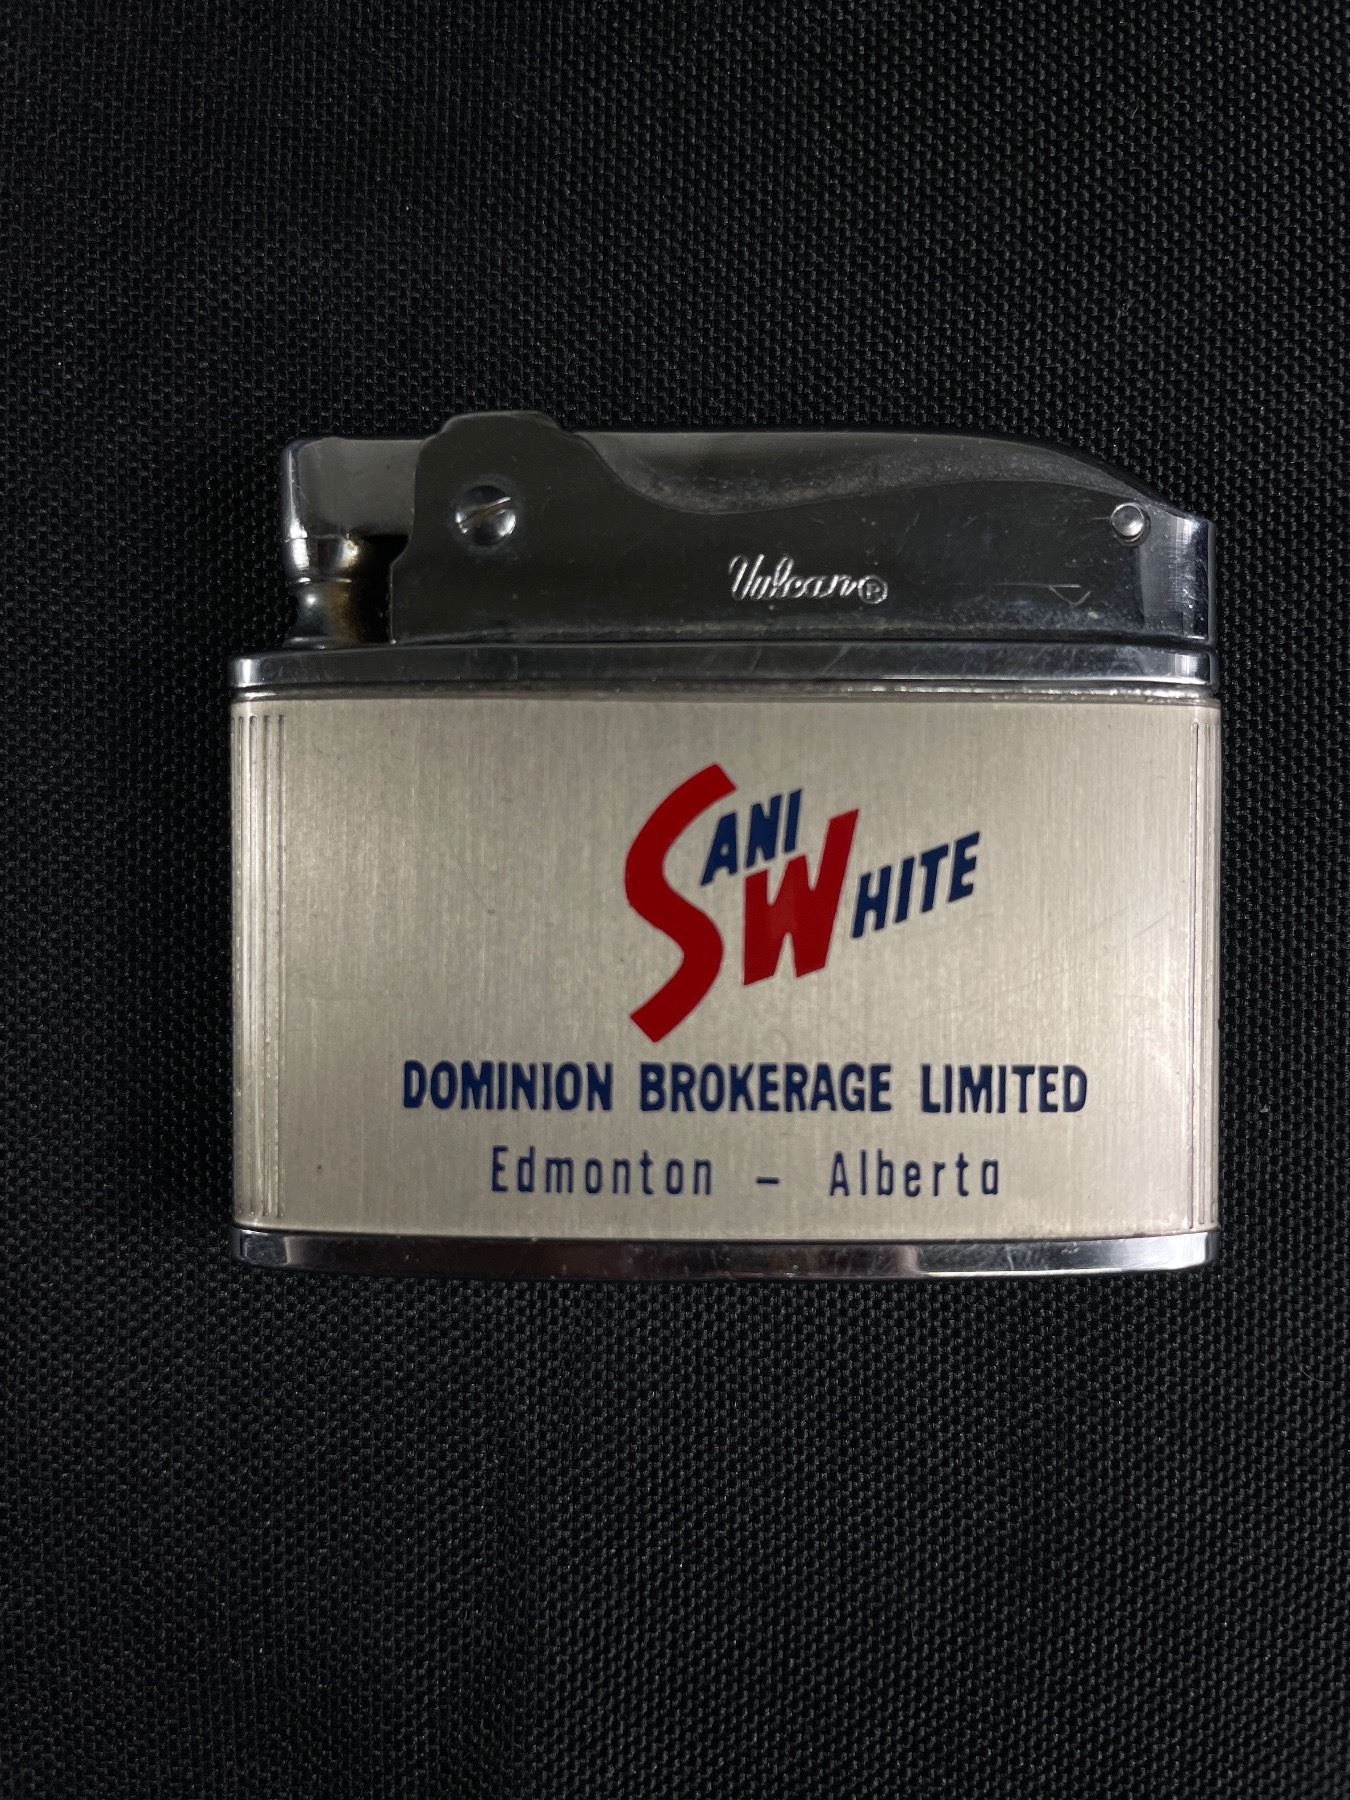 Vulcan®
SANI
WHITE
DOMINION BROKERAGE LIMITED
Edmonton - Alberta